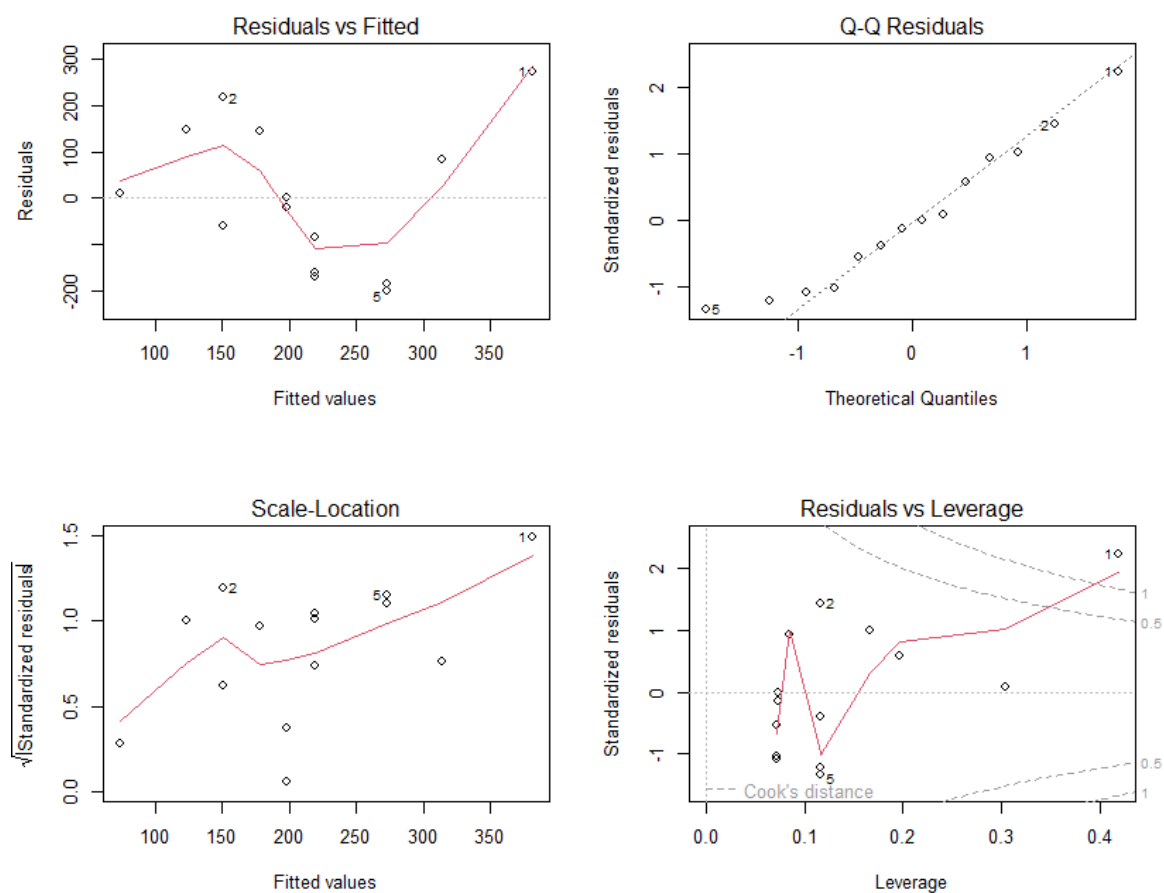 Residuals vs Fitted
Residuals
300
200
100
0
-200
1
2
5
100 150 200 250 300 350
Fitted values
Q-Q Residuals
Standardized residuals
2
1
0
-1
1
2
5
-1 0 1
Theoretical Quantiles
Scale-Location
√|Standardized residuals|
1.5
1.0
0.5
0.0
1
2
5
100 150 200 250 300 350
Fitted values
Residuals vs Leverage
Standardized residuals
2
1
0
-1
1
2
5
1
0.5
0.5
1
Cook's distance
0.0 0.1 0.2 0.3 0.4
Leverage